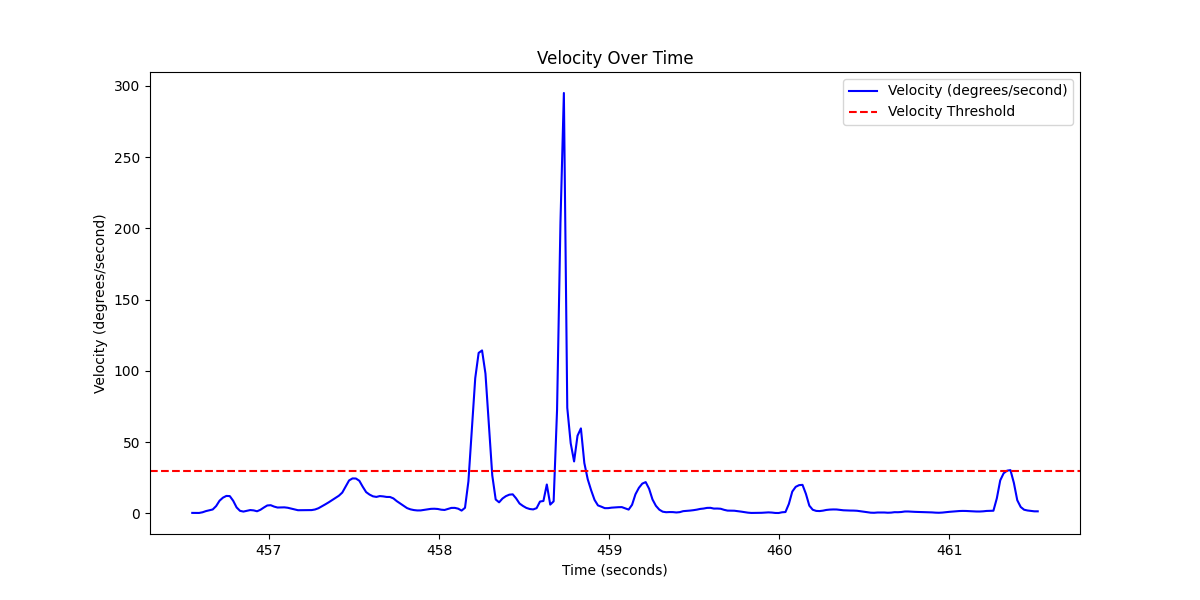 Velocity Over Time
Velocity (degrees/second)
Velocity Threshold
300
250
200
150
100
50
0
Velocity (degrees/second)
457 458 459 460 461
Time (seconds)